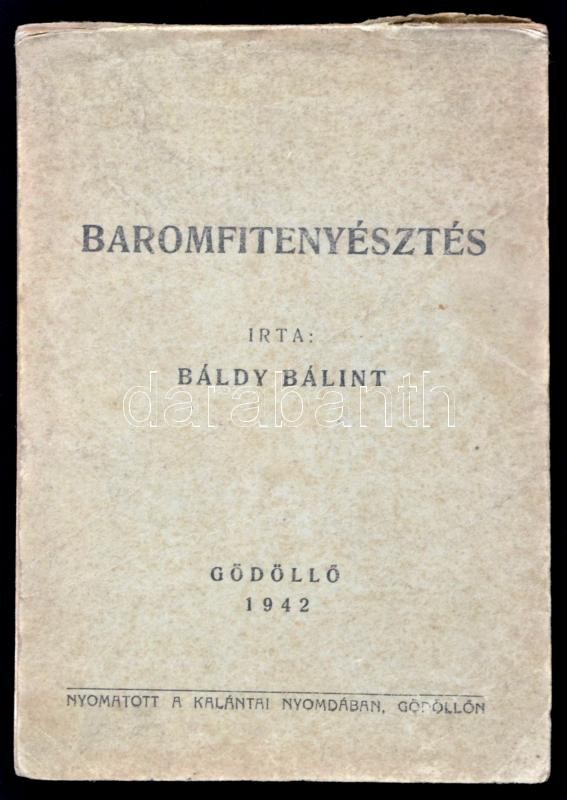 BAROMFITENYÉSZTÉS
IRTA:
BÁLDY BÁLINT
darabanth
GÖDÖLLŐ
1942
NYOMATOTT A KALÁNTAI NYOMDÁBAN, GÖDÖLLŐN